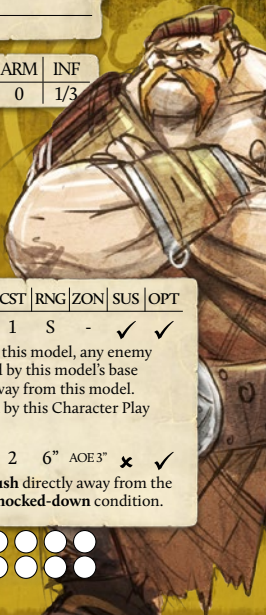 ARM | INF
0 | 1/3
CST | RNG | ZON | SUS | OPT
1 S - ✓ ✓
this model, any enemy
by this model's base
way from this model.
by this Character Play
2 6" AOE 3" ✗ ✓
ush directly away from the
nocked-down condition.